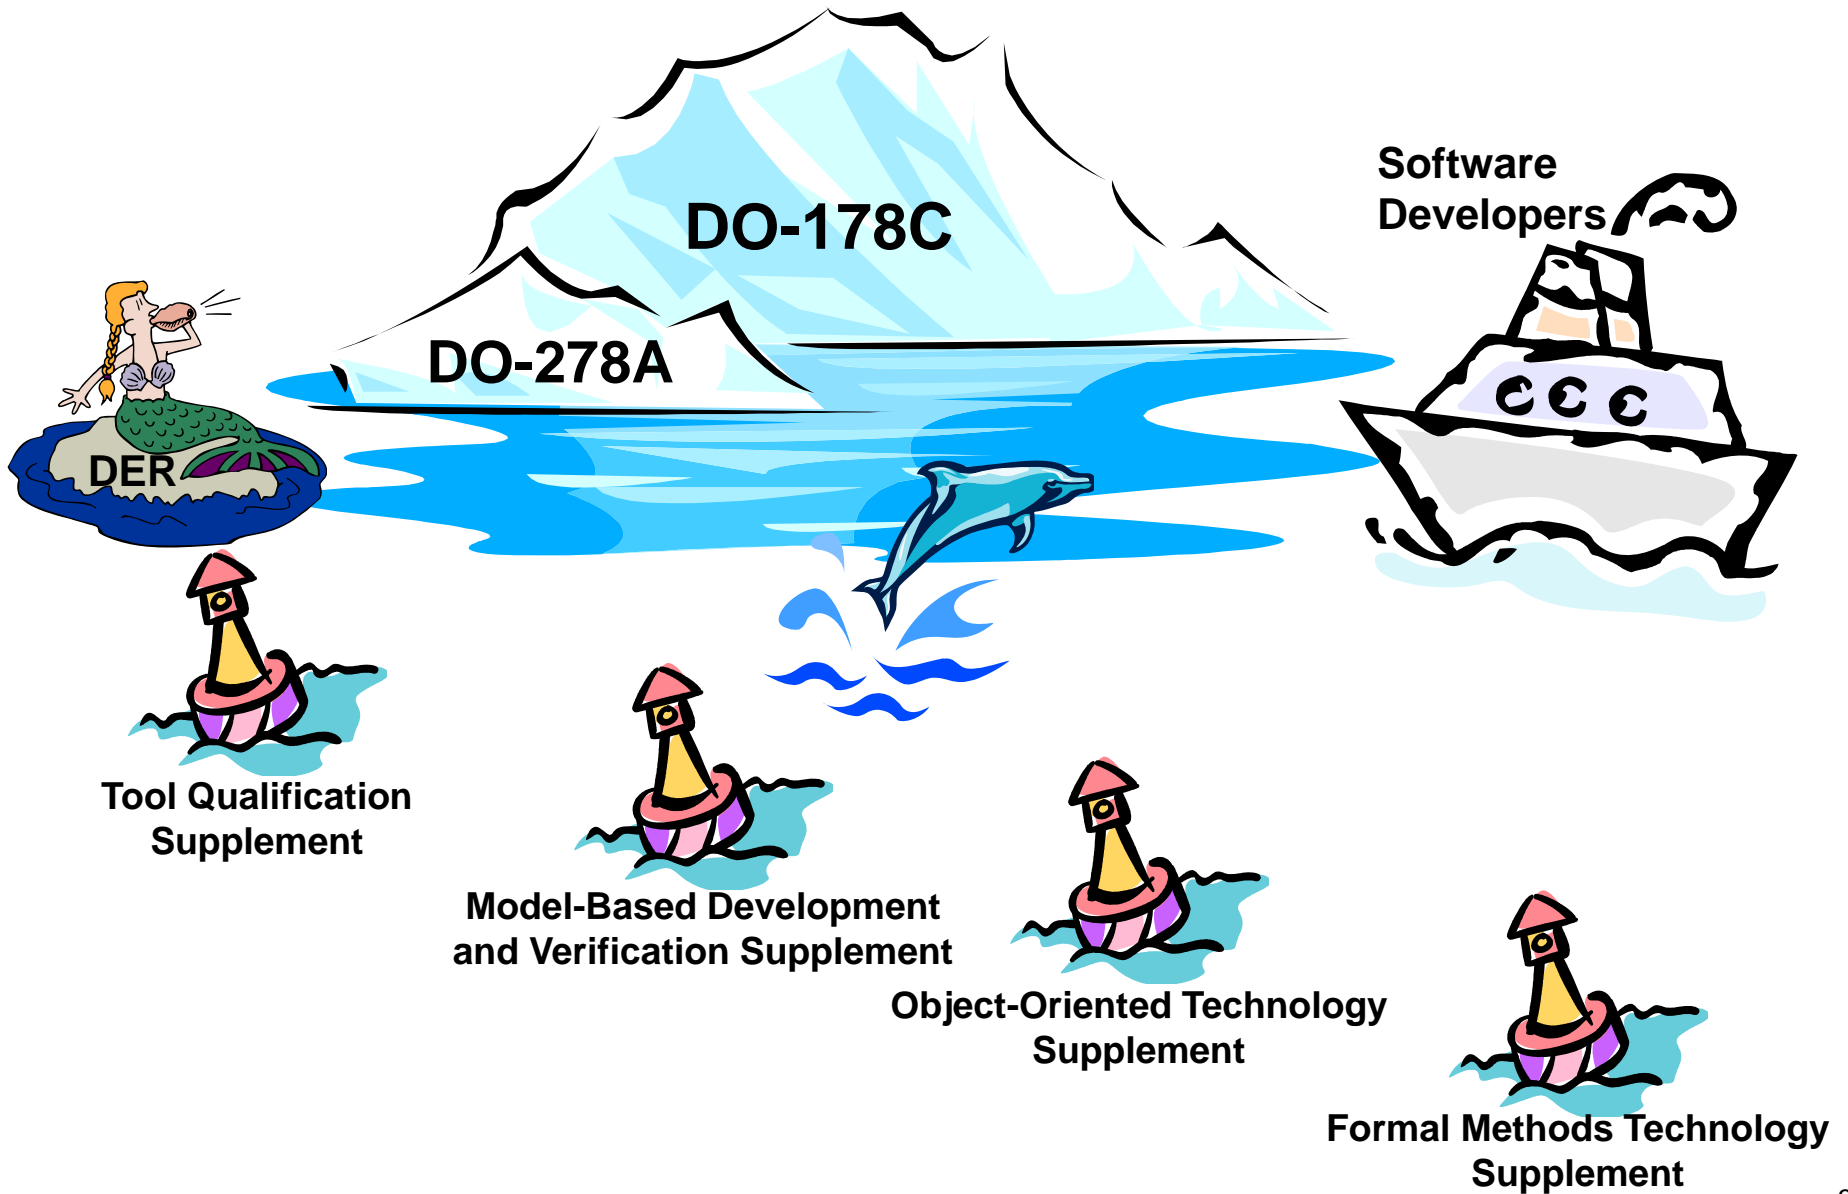 Software
Developers
DO-178C
DO-278A
DER
Tool Qualification
Supplement
Model-Based Development
and Verification Supplement
Object-Oriented Technology
Supplement
Formal Methods Technology
Supplement